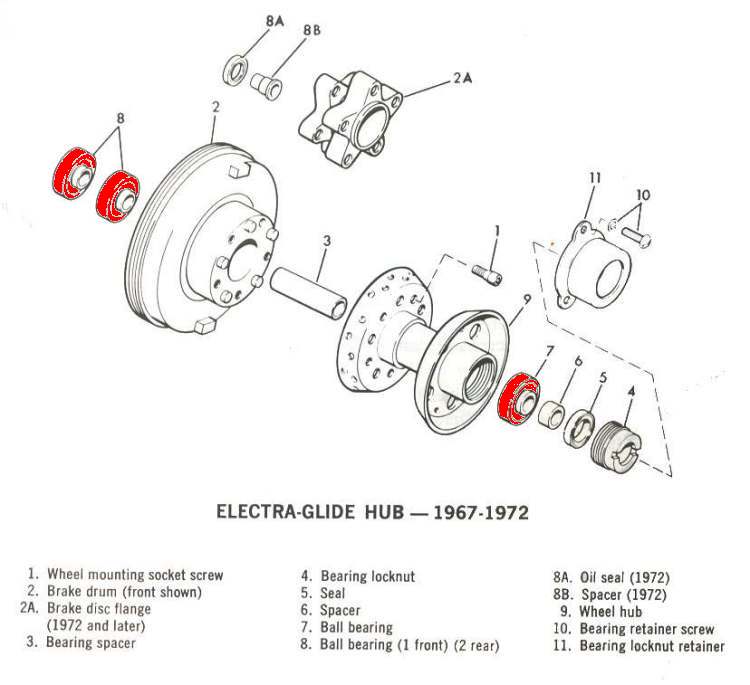 8A
8B
2A
2
8
11
10
3
1
9
7
6
5
4
ELECTRA-GLIDE HUB — 1967-1972
1. Wheel mounting socket screw
2. Brake drum (front shown)
2A. Brake disc flange
(1972 and later)
3. Bearing spacer
4. Bearing locknut
5. Seal
6. Spacer
7. Ball bearing
8. Ball bearing (1 front) (2 rear)
8A. Oil seal (1972)
8B. Spacer (1972)
9. Wheel hub
10. Bearing retainer screw
11. Bearing locknut retainer